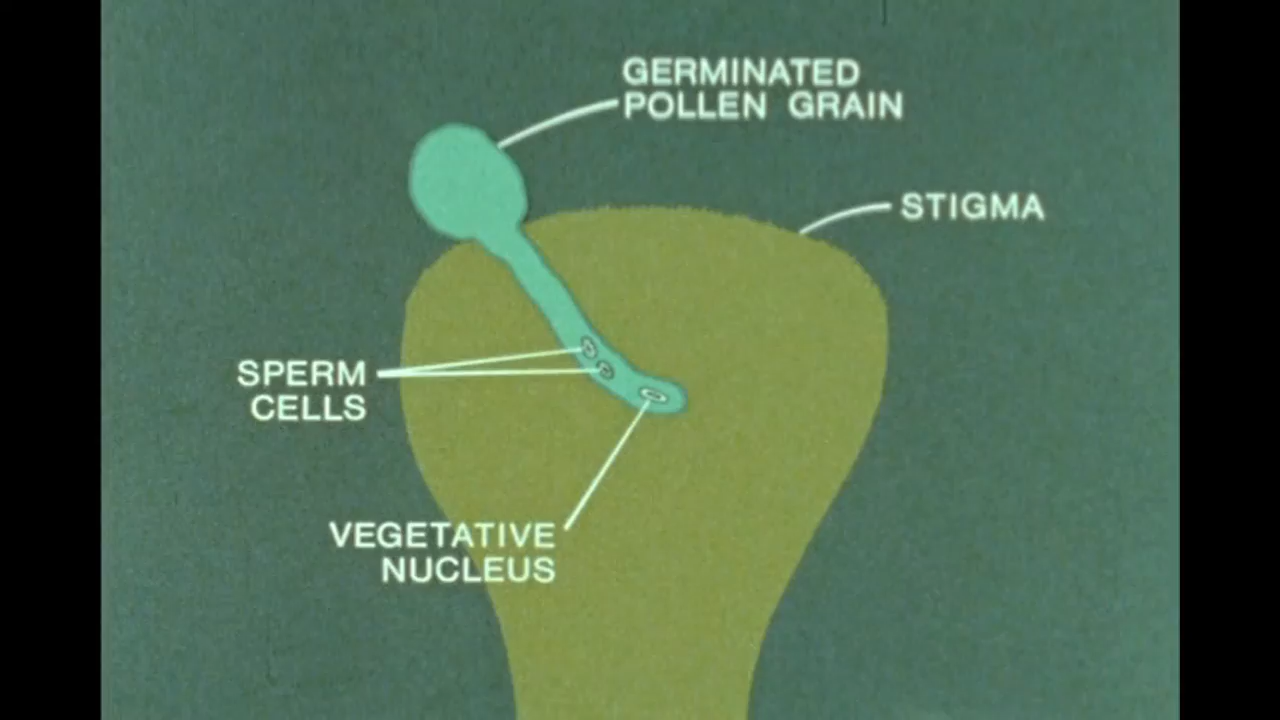 GERMINATED
POLLEN GRAIN
STIGMA
SPERM
CELLS
VEGETATIVE
NUCLEUS